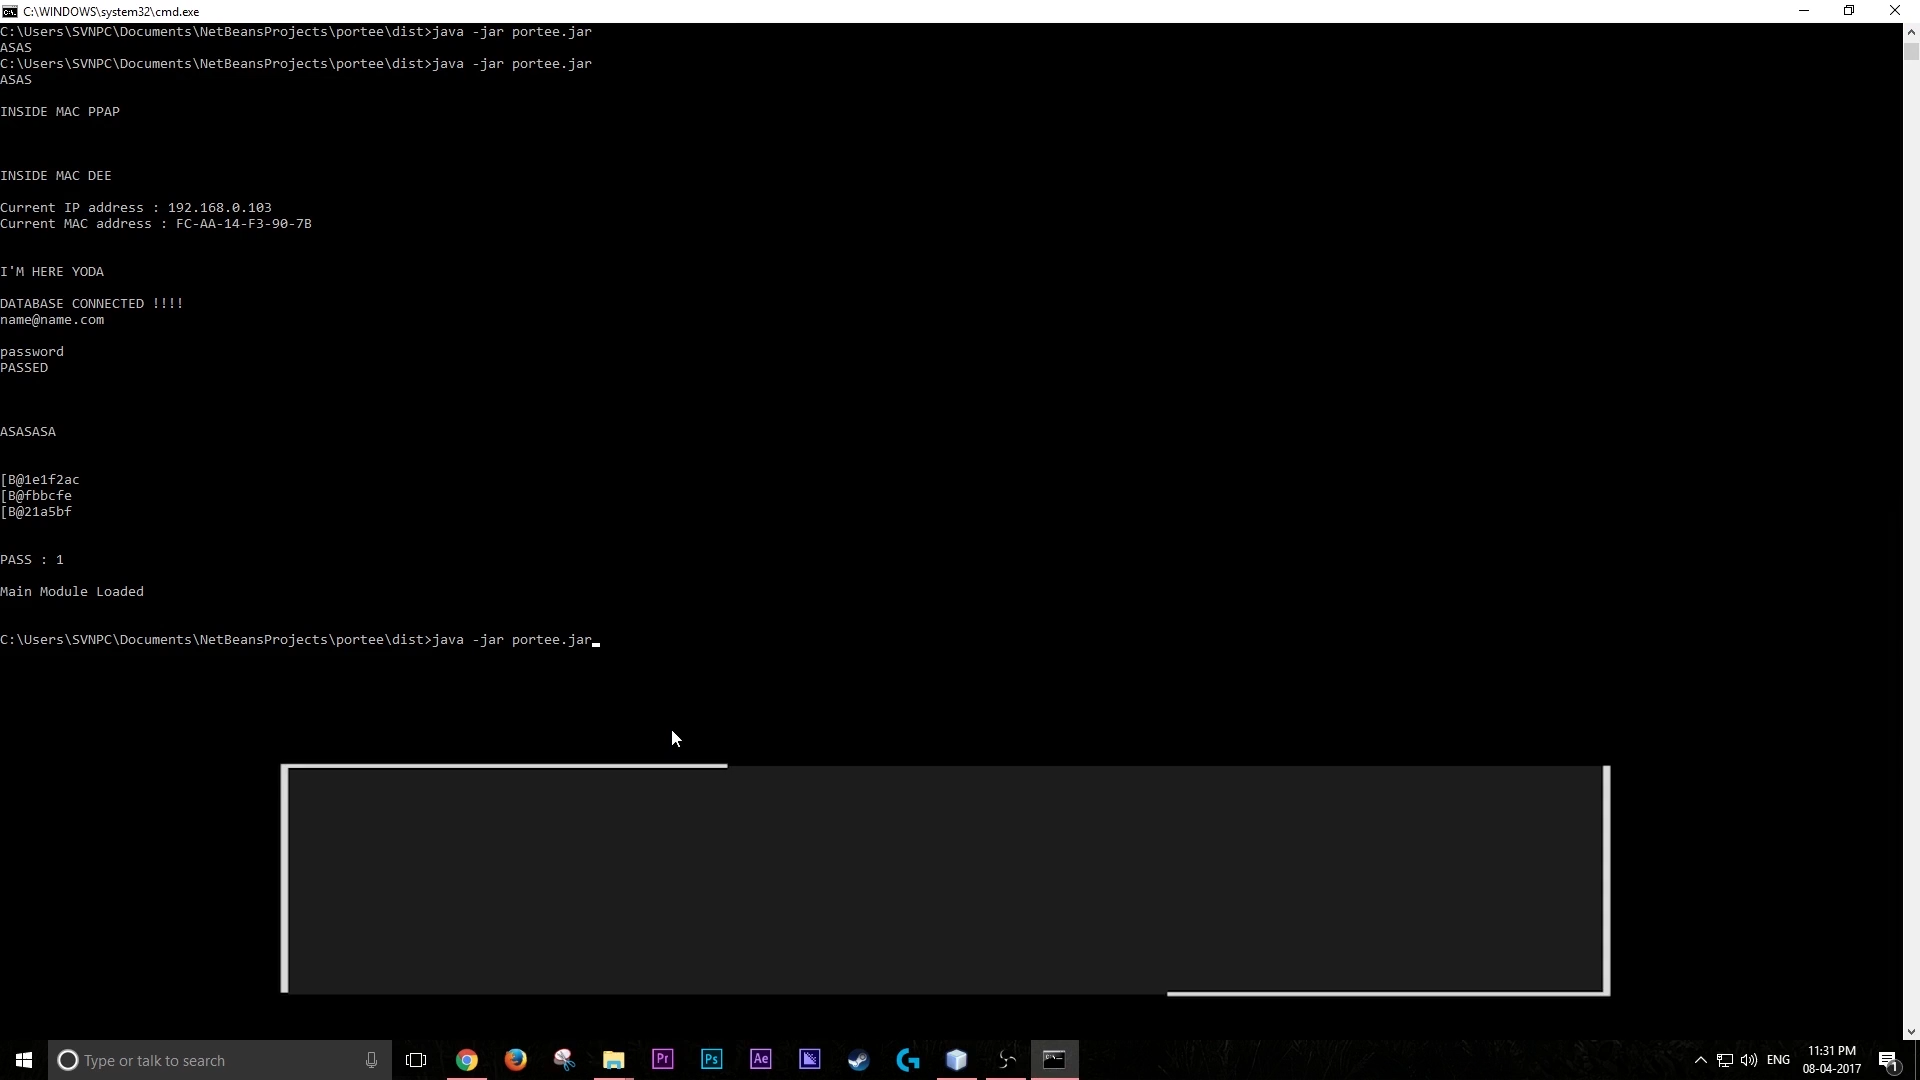 C:\WINDOWS\system32\cmd.exe
C:\Users\SVNPC\Documents\NetBeansProjects\portee\dist>java -jar portee.jar
ASAS
C:\Users\SVNPC\Documents\NetBeansProjects\portee\dist>java -jar portee.jar
ASAS
INSIDE MAC PPAP
INSIDE MAC DEE
Current IP address : 192.168.0.103
Current MAC address : FC-AA-14-F3-90-7B
I'M HERE YODA
DATABASE CONNECTED !!!!
name@name.com
password
PASSED
ASASASA
[B@1e1f2ac
[B@fbbcfe
[B@21a5bf
PASS : 1
Main Module Loaded
C:\Users\SVNPC\Documents\NetBeansProjects\portee\dist>java -jar portee.jar
Type or talk to search
Pr
Ps
Ae
ENG
11:31 PM
08-04-2017
1